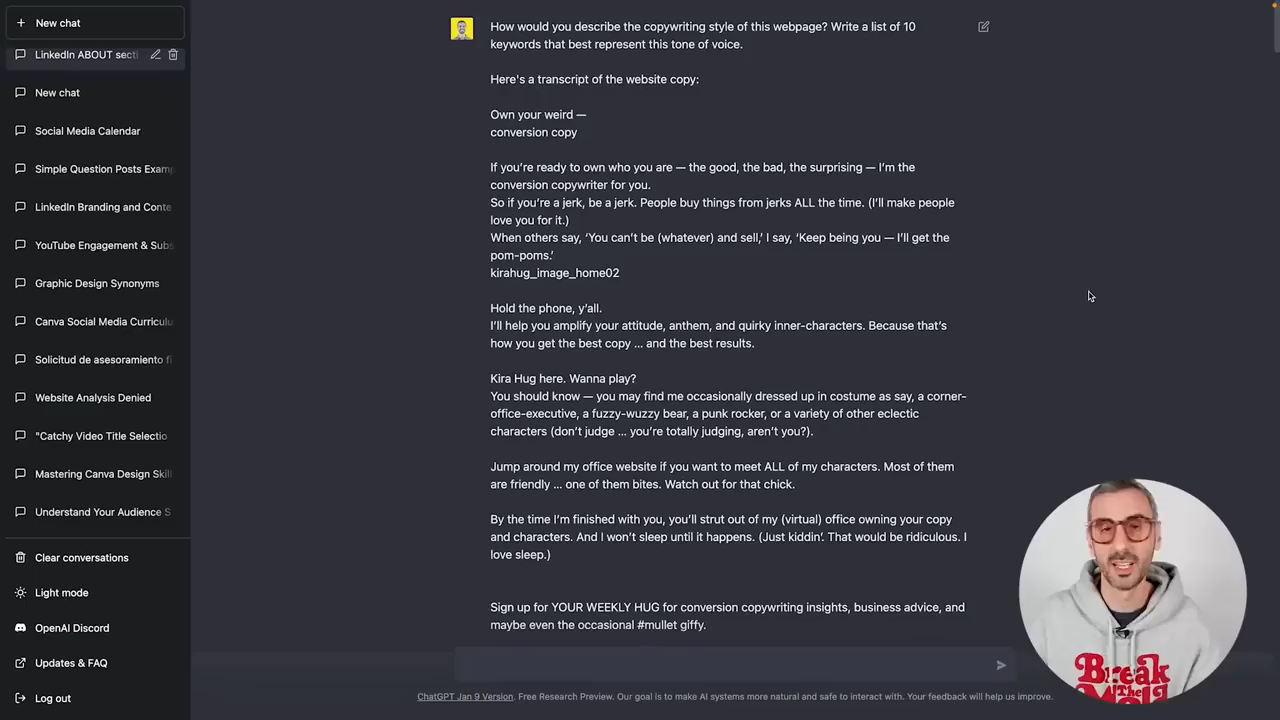 New chat
LinkedIn ABOUT secti
New chat
Social Media Calendar
Simple Question Posts Exam
LinkedIn Branding and Conte
YouTube Engagement & Subs
Graphic Design Synonyms
Canva Social Media Curriculu
Solicitud de asesoramiento fi
Website Analysis Denied
"Catchy Video Title Selectio
Mastering Canva Design Skill
Understand Your Audience S
Clear conversations
Light mode
OpenAI Discord
Updates & FAQ
Log out
How would you describe the copywriting style of this webpage? Write a list of 10
keywords that best represent this tone of voice.
Here's a transcript of the website copy:
Own your weird —
conversion copy
If you’re ready to own who you are — the good, the bad, the surprising — I’m the
conversion copywriter for you.
So if you’re a jerk, be a jerk. People buy things from jerks ALL the time. (I’ll make people
love you for it.)
When others say, ‘You can’t be (whatever) and sell,’ I say, ‘Keep being you — I’ll get the
pom-poms.’
kirahug_image_home02
Hold the phone, y’all.
I’ll help you amplify your attitude, anthem, and quirky inner-characters. Because that’s
how you get the best copy … and the best results.
Kira Hug here. Wanna play?
You should know — you may find me occasionally dressed up in costume as say, a corner-
office-executive, a fuzzy-wuzzy bear, a punk rocker, or a variety of other eclectic
characters (don’t judge … you’re totally judging, aren’t you?).
Jump around my office website if you want to meet ALL of my characters. Most of them
are friendly … one of them bites. Watch out for that chick.
By the time I’m finished with you, you’ll strut out of my (virtual) office owning your copy
and characters. And I won’t sleep until it happens. (Just kiddin’. That would be ridiculous. I
love sleep.)
Sign up for YOUR WEEKLY HUG for conversion copywriting insights, business advice, and
maybe even the occasional #mullet giffy.
ChatGPT Jan 9 Version. Free Research Preview. Our goal is to make AI systems more natural and safe to interact with. Your feedback will help us improve.
Break
The Mold